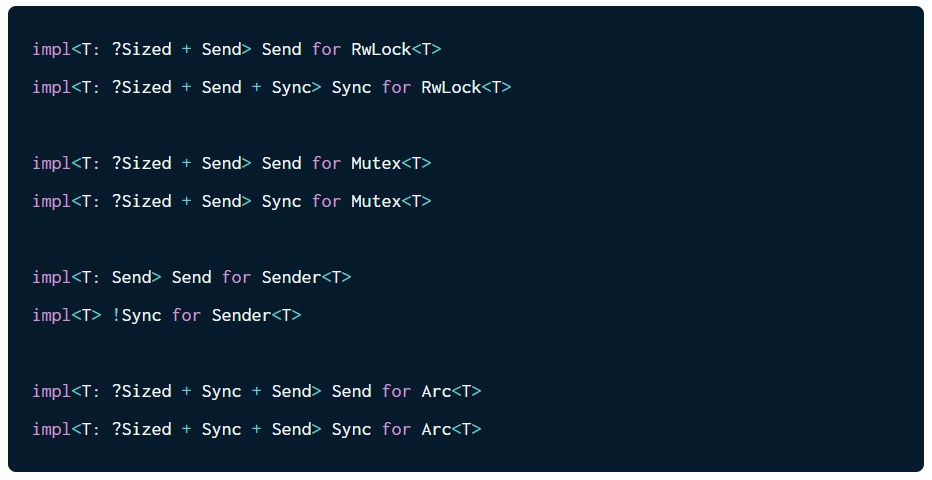 impl<T: ?Sized + Send> Send for RwLock<T>
impl<T: ?Sized + Send + Sync> Sync for RwLock<T>
impl<T: ?Sized + Send> Send for Mutex<T>
impl<T: ?Sized + Send> Sync for Mutex<T>
impl<T: Send> Send for Sender<T>
impl<T> !Sync for Sender<T>
impl<T: ?Sized + Sync + Send> Send for Arc<T>
impl<T: ?Sized + Sync + Send> Sync for Arc<T>